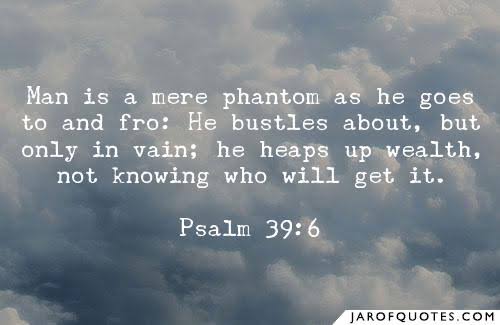 Man is a mere phantom as he goes
to and fro: He bustles about, but
only in vain; he heaps up wealth,
not knowing who will get it.
Psalm 39:6
JAROFQUOTES.COM